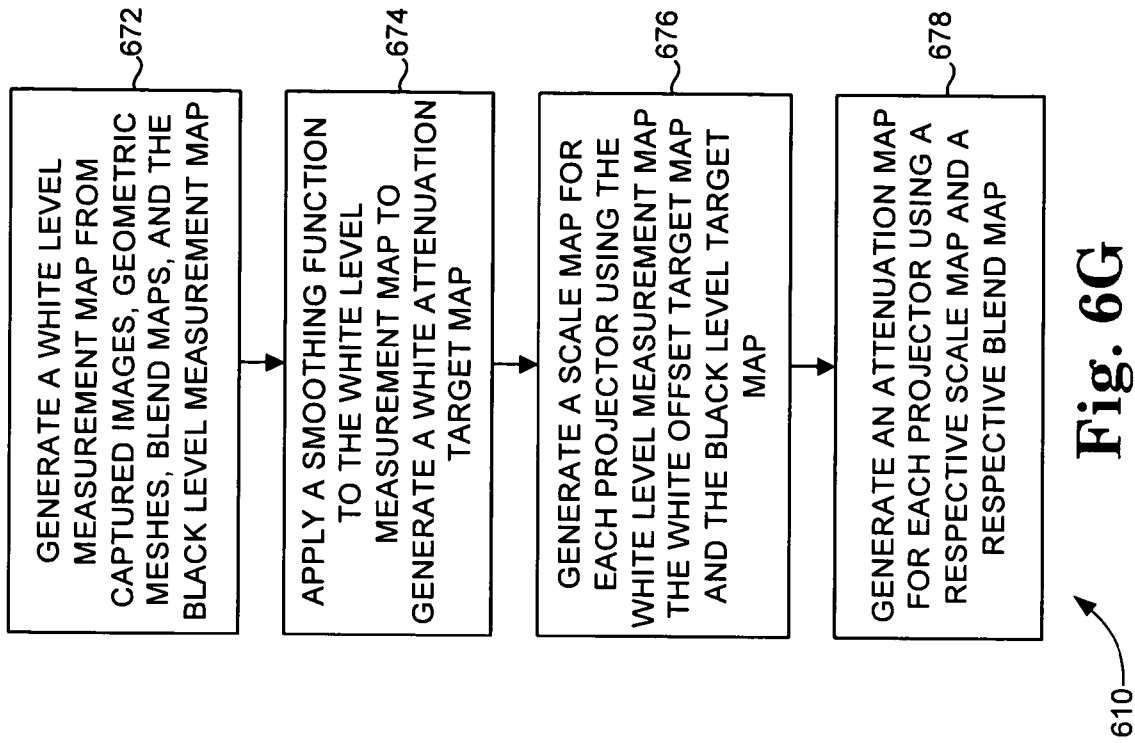 GENERATE A WHITE LEVEL
MEASUREMENT MAP FROM
CAPTURED IMAGES, GEOMETRIC
MESHES, BLEND MAPS, AND THE
BLACK LEVEL MEASUREMENT MAP
672
APPLY A SMOOTHING FUNCTION
TO THE WHITE LEVEL
MEASUREMENT MAP TO
GENERATE A WHITE ATTENUATION
TARGET MAP
674
GENERATE A SCALE MAP FOR
EACH PROJECTOR USING THE
WHITE LEVEL MEASUREMENT MAP
THE WHITE OFFSET TARGET MAP
AND THE BLACK LEVEL TARGET
MAP
676
GENERATE AN ATTENUATION MAP
FOR EACH PROJECTOR USING A
RESPECTIVE SCALE MAP AND A
RESPECTIVE BLEND MAP
678
610
Fig. 6G